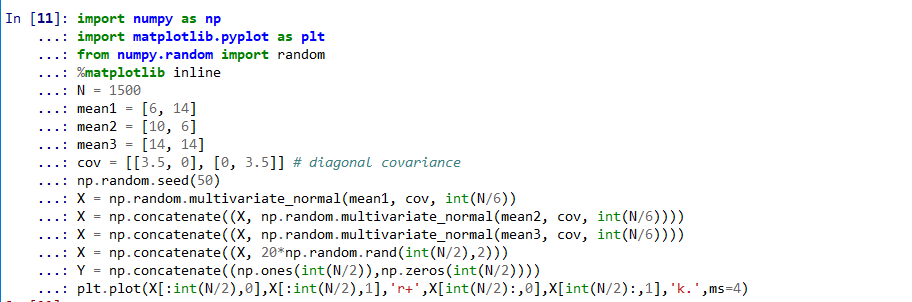 In [11]: import numpy as np
...: import matplotlib.pyplot as plt
...: from numpy.random import random
...: %matplotlib inline
...: N = 1500
...: mean1 = [6, 14]
...: mean2 = [10, 6]
...: mean3 = [14, 14]
...: cov = [[3.5, 0], [0, 3.5]] # diagonal covariance
...: np.random.seed(50)
...: X = np.random.multivariate_normal(mean1, cov, int(N/6))
...: X = np.concatenate((X, np.random.multivariate_normal(mean2, cov, int(N/6))))
...: X = np.concatenate((X, np.random.multivariate_normal(mean3, cov, int(N/6))))
...: X = np.concatenate((X, 20*np.random.rand(int(N/2),2)))
...: Y = np.concatenate((np.ones(int(N/2)),np.zeros(int(N/2))))
...: plt.plot(X[:int(N/2),0],X[:int(N/2),1],'r+',X[int(N/2):,0],X[int(N/2):,1],'k.',ms=4)